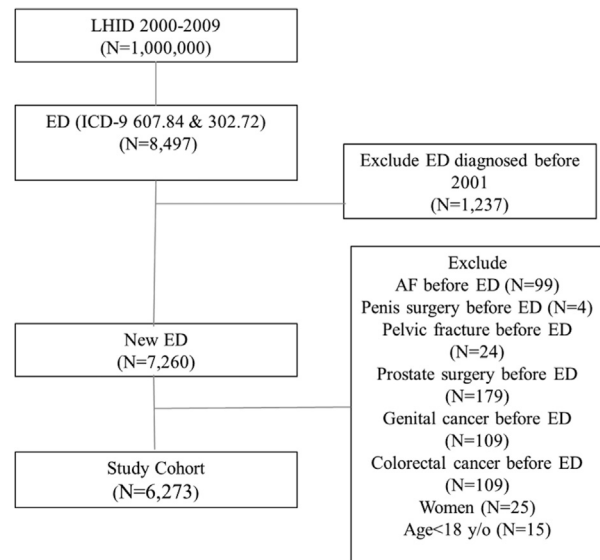 LHID 2000-2009
(N=1,000,000)
ED (ICD-9 607.84 & 302.72)
(N=8,497)
Exclude ED diagnosed before
2001
(N=1,237)
Exclude
AF before ED (N=99)
Penis surgery before ED (N=4)
Pelvic fracture before ED
(N=24)
Prostate surgery before ED
(N=179)
Genital cancer before ED
(N=109)
Colorectal cancer before ED
(N=109)
Women (N=25)
Age<18 y/o (N=15)
New ED
(N=7,260)
Study Cohort
(N=6,273)